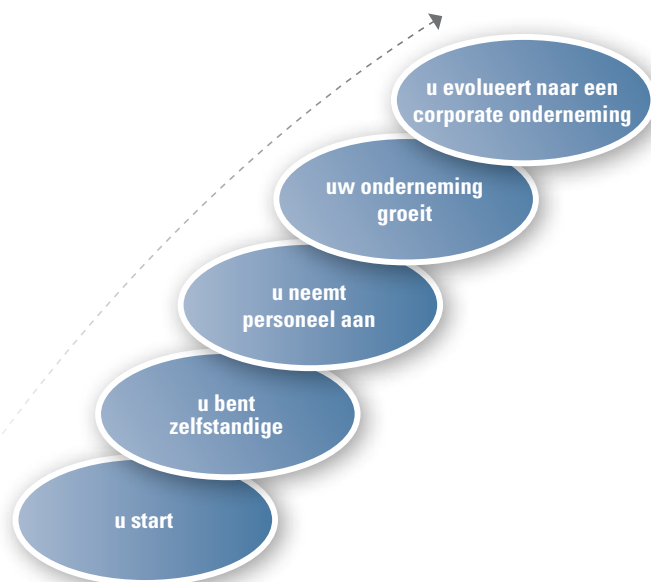 u evolueert naar een
corporate onderneming
uw onderneming
groeit
u neemt
personeel aan
u bent
zelfstandige
u start